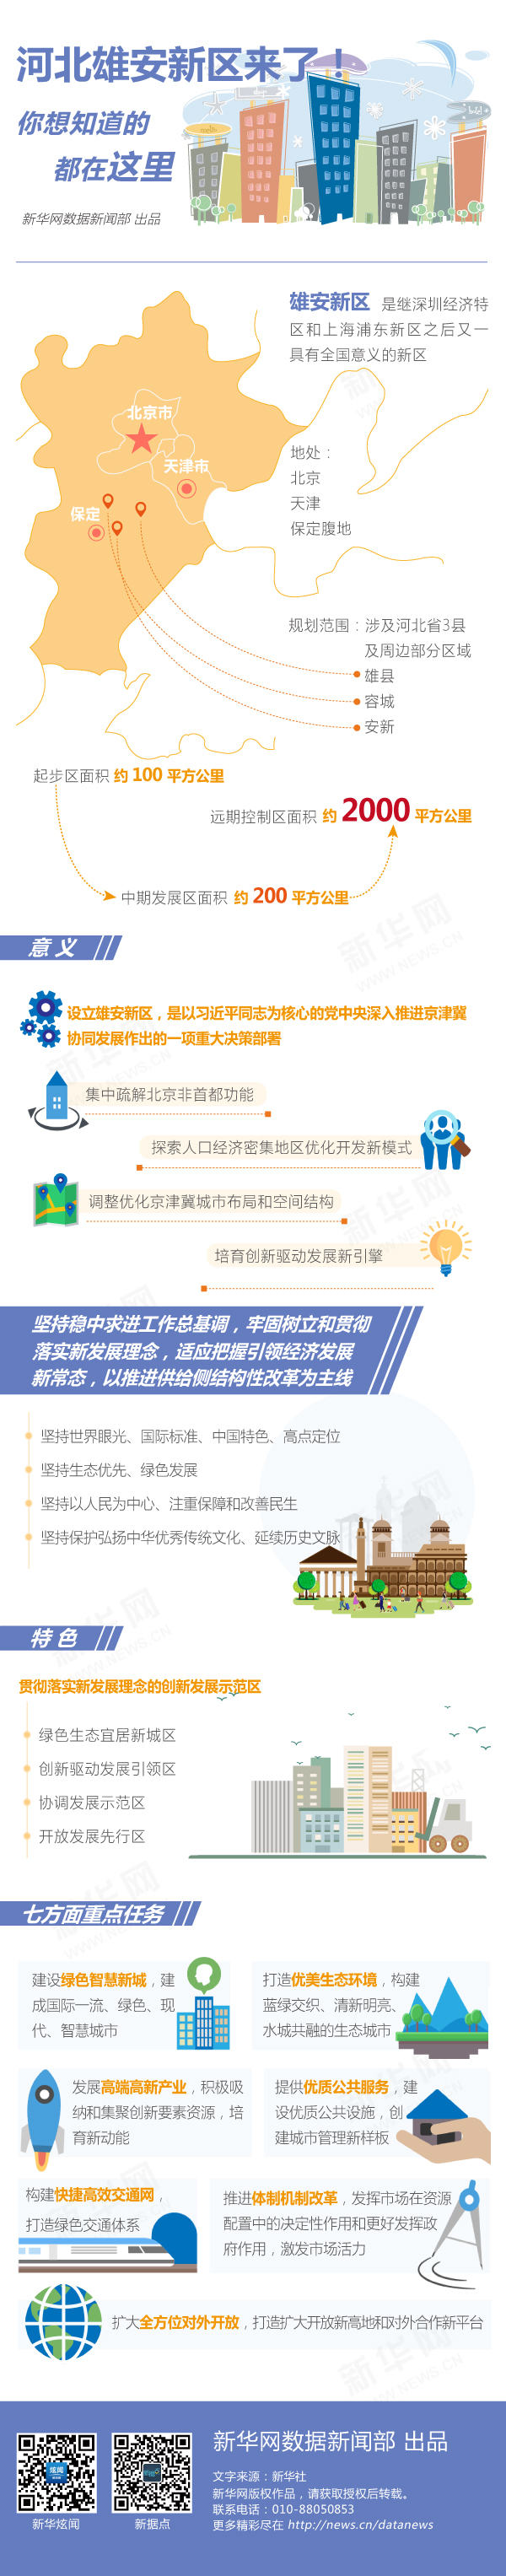 河北雄安新区来了！
你想知道的
都在这里
新华网数据新闻部 出品
雄安新区 是继深圳经济特
区和上海浦东新区之后又一
具有全国意义的新区
北京市
天津市
保定
地处：
北京
天津
保定腹地
规划范围：涉及河北省3县
及周边部分区域
雄县
容城
安新
起步区面积 约 100 平方公里
远期控制区面积 约 2000 平方公里
中期发展区面积 约 200 平方公里
意义
设立雄安新区，是以习近平同志为核心的党中央深入推进京津冀
协同发展作出的一项重大决策部署
集中疏解北京非首都功能
探索人口经济密集地区优化开发新模式
调整优化京津冀城市布局和空间结构
培育创新驱动发展新引擎
坚持稳中求进工作总基调，牢固树立和贯彻
落实新发展理念，适应把握引领经济发展
新常态，以推进供给侧结构性改革为主线
坚持世界眼光、国际标准、中国特色、高点定位
坚持生态优先、绿色发展
坚持以人民为中心、注重保障和改善民生
坚持保护弘扬中华优秀传统文化、延续历史文脉
特色
贯彻落实新发展理念的创新发展示范区
绿色生态宜居新城区
创新驱动发展引领区
协调发展示范区
开放发展先行区
七方面重点任务
建设绿色智慧新城，建
成国际一流、绿色、现
代、智慧城市
打造优美生态环境，构建
蓝绿交织、清新明亮、
水城共融的生态城市
发展高端高新产业，积极吸
纳和集聚创新要素资源，培
育新动能
提供优质公共服务，建
设优质公共设施，创
建城市管理新样板
构建快捷高效交通网，
打造绿色交通体系
推进体制机制改革，发挥市场在资源
配置中的决定性作用和更好发挥政
府作用，激发市场活力
扩大全方位对外开放，打造扩大开放新高地和对外合作新平台
新华网
WWW.NEWS.CN
新华网数据新闻部 出品
文字来源：新华社
新华网版权作品，请获取授权后转载。
联系电话：010-88050853
更多精彩尽在 http://news.cn/datanews
炫闻
新华炫闻
新据点